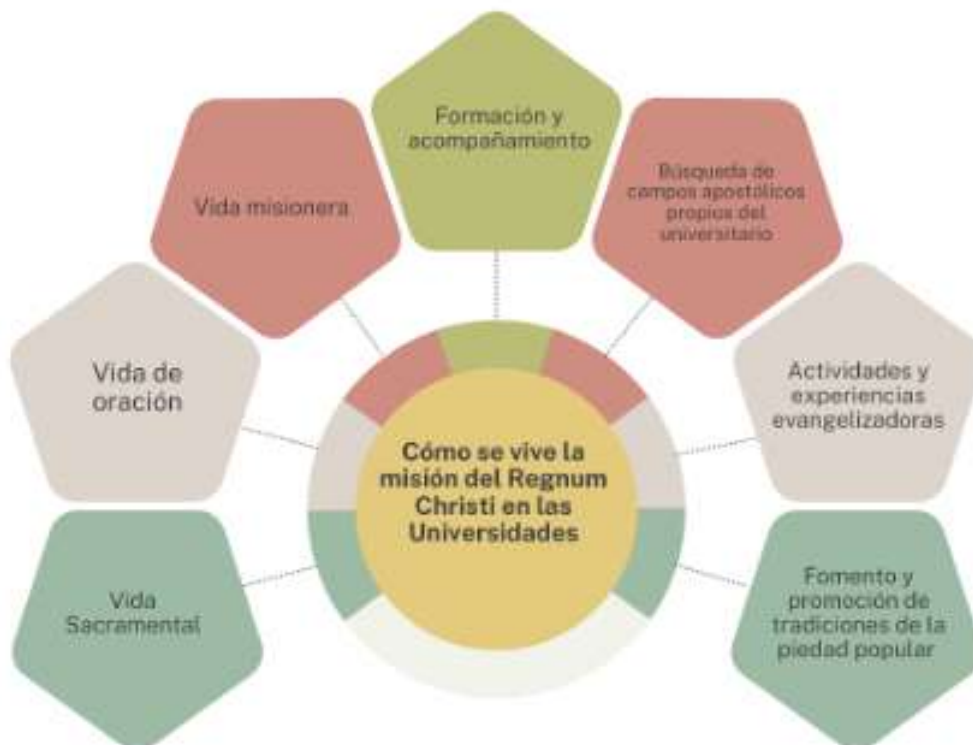 Formación y
acompañamiento
Vida misionera
Búsqueda de
campos apostólicos
propios del
universitario
Vida de
oración
Actividades y
experiencias
evangelizadoras
Cómo se vive la
misión del Regnum
Christi en las
Universidades
Vida
Sacramental
Fomento y
promoción de
tradiciones de la
piedad popular